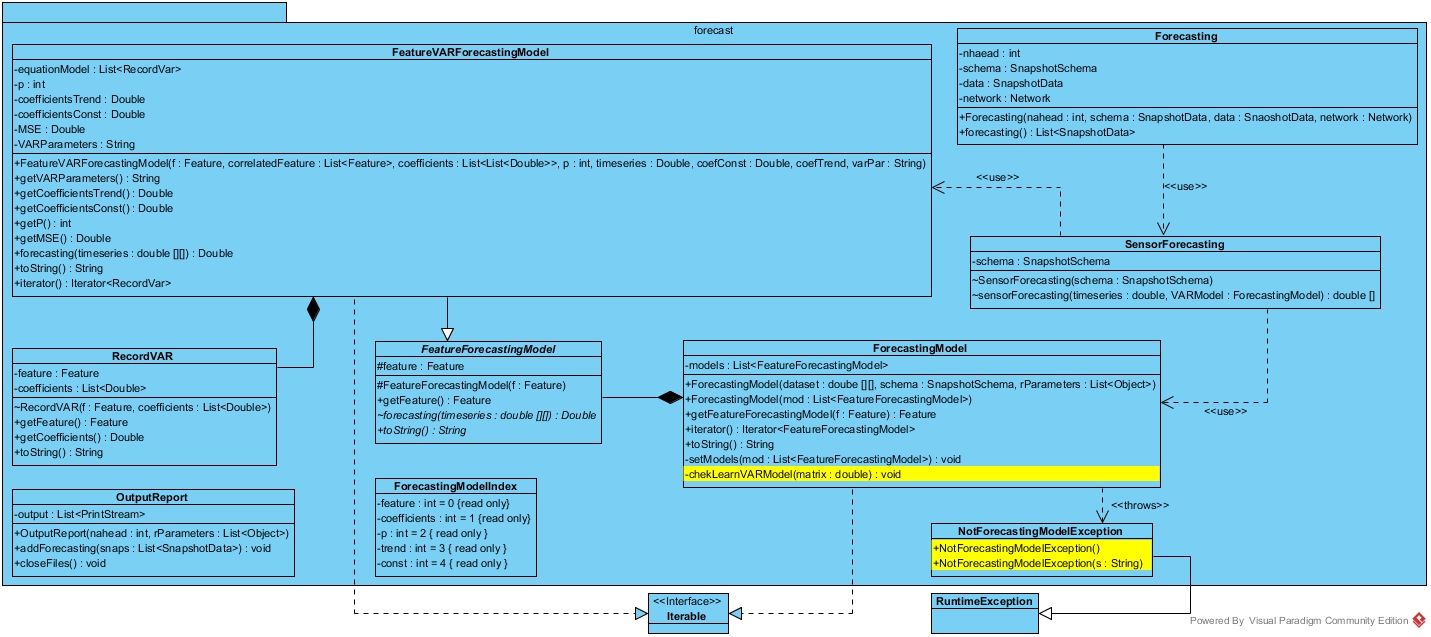 forecast
FeatureVARForecastingModel
-equationModel : List<RecordVar>
-p : int
-coefficientsTrend : Double
-coefficientsConst : Double
-MSE : Double
-VARParameters : String
+FeatureVARForecastingModel(f : Feature, correlatedFeature : List<Feature>, coefficients : List<List<Double>>, p : int, timeseries : Double, coefConst : Double, coefTrend, varPar : String)
+getVARParameters() : String
+getCoefficientsTrend() : Double
+getCoefficientsConst() : Double
+getP() : int
+getMSE() : Double
+forecasting(timeseries : double [][]) : Double
+toString() : String
+iterator() : Iterator<RecordVar>
Forecasting
-nhaead : int
-schema : SnapshotSchema
-data : SnapshotData
-network : Network
+Forecasting(nahead : int, schema : SnapshotData, data : SnaoshotData, network : Network)
+forecasting() : List<SnapshotData>
<<use>>
<<use>>
SensorForecasting
-schema : SnapshotSchema
~SensorForecasting(schema : SnapshotSchema)
~sensorForecasting(timeseries : double, VARModel : ForecastingModel) : double []
RecordVAR
-feature : Feature
-coefficients : List<Double>
~RecordVAR(f : Feature, coefficients : List<Double>)
+getFeature() : Feature
+getCoefficients() : Double
+toString() : String
FeatureForecastingModel
#feature : Feature
#FeatureForecastingModel(f : Feature)
+getFeature() : Feature
~forecasting(timeseries : double [][]) : Double
+toString() : String
ForecastingModel
-models : List<FeatureForecastingModel>
+ForecastingModel(dataset : doube [][], schema : SnapshotSchema, rParameters : List<Object>)
+ForecastingModel(mod : List<FeatureForecastingModel>)
+getFeatureForecastingModel(f : Feature) : Feature
+iterator() : Iterator<FeatureForecastingModel>
+toString() : String
-setModels(mod : List<FeatureForecastingModel>) : void
-chekLearnVARModel(matrix : double) : void
<<use>>
OutputReport
-output : List<PrintStream>
+OutputReport(nahead : int, rParameters : List<Object>)
+addForecasting(snaps : List<SnapshotData>) : void
+closeFiles() : void
ForecastingModelIndex
-feature : int = 0 {read only}
-coefficients : int = 1 {read only}
-p : int = 2 { read only }
-trend : int = 3 { read only }
-const : int = 4 { read only }
<<throws>>
NotForecastingModelException
+NotForecastingModelException()
+NotForecastingModelException(s : String)
<<Interface>>
Iterable
RuntimeException
Powered By Visual Paradigm Community Edition